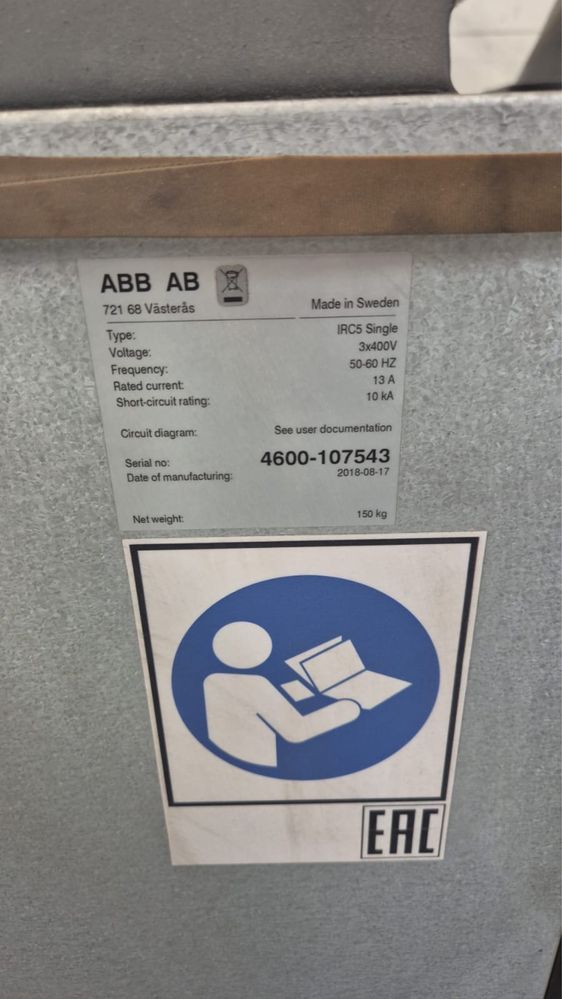 ABB AB
721 68 Västerås
Made in Sweden
Type: IRC5 Single
Voltage: 3x400V
Frequency: 50-60 HZ
Rated current: 13 A
Short-circuit rating: 10 kA
Circuit diagram: See user documentation
Serial no: 4600-107543
Date of manufacturing: 2018-08-17
Net weight: 150 kg
EAC